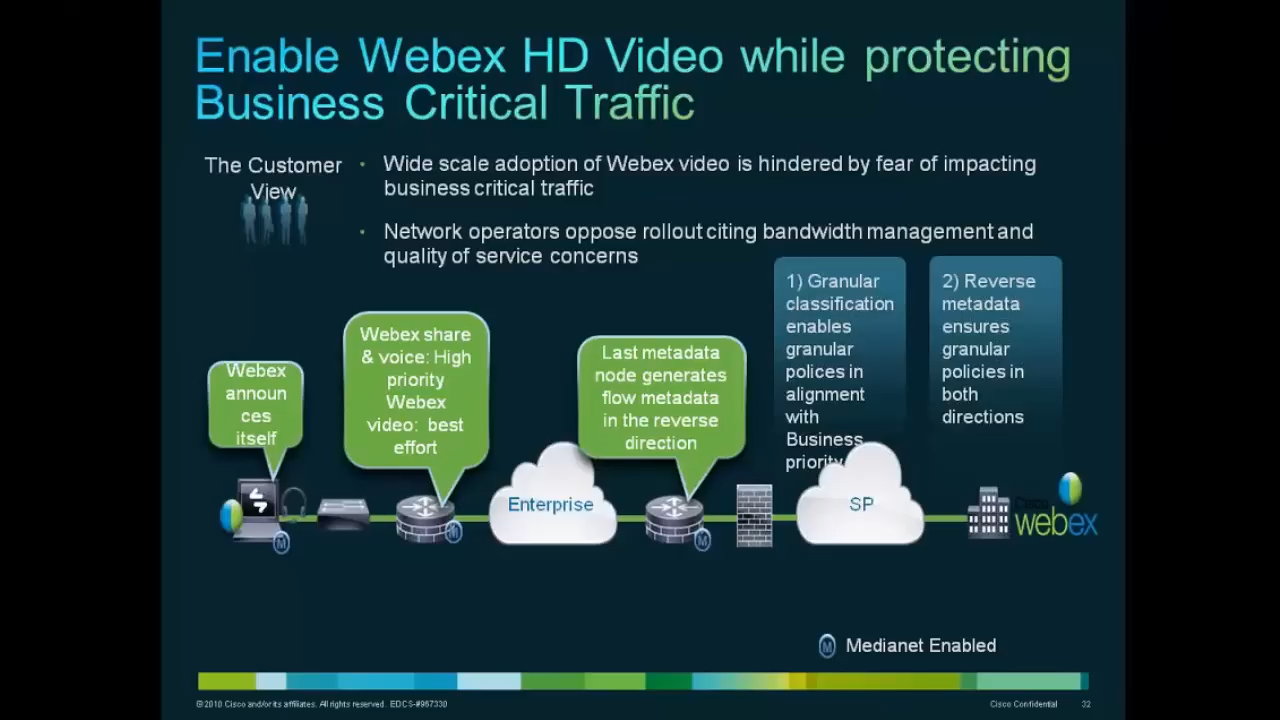 Enable Webex HD Video while protecting
Business Critical Traffic
The Customer
View
• Wide scale adoption of Webex video is hindered by fear of impacting
business critical traffic
• Network operators oppose rollout citing bandwidth management and
quality of service concerns
Webex
announ
ces
itself
Webex share
& voice: High
priority
Webex
video: best
effort
Last metadata
node generates
flow metadata
in the reverse
direction
1) Granular
classification
enables
granular
polices in
alignment
with
Business
priority
2) Reverse
metadata
ensures
granular
policies in
both
directions
Enterprise
SP
Cisco
webex
M
M
M
M Medianet Enabled
© 2010 Cisco and/or its affiliates. All rights reserved. EDCS-#967330
Cisco Confidential
32